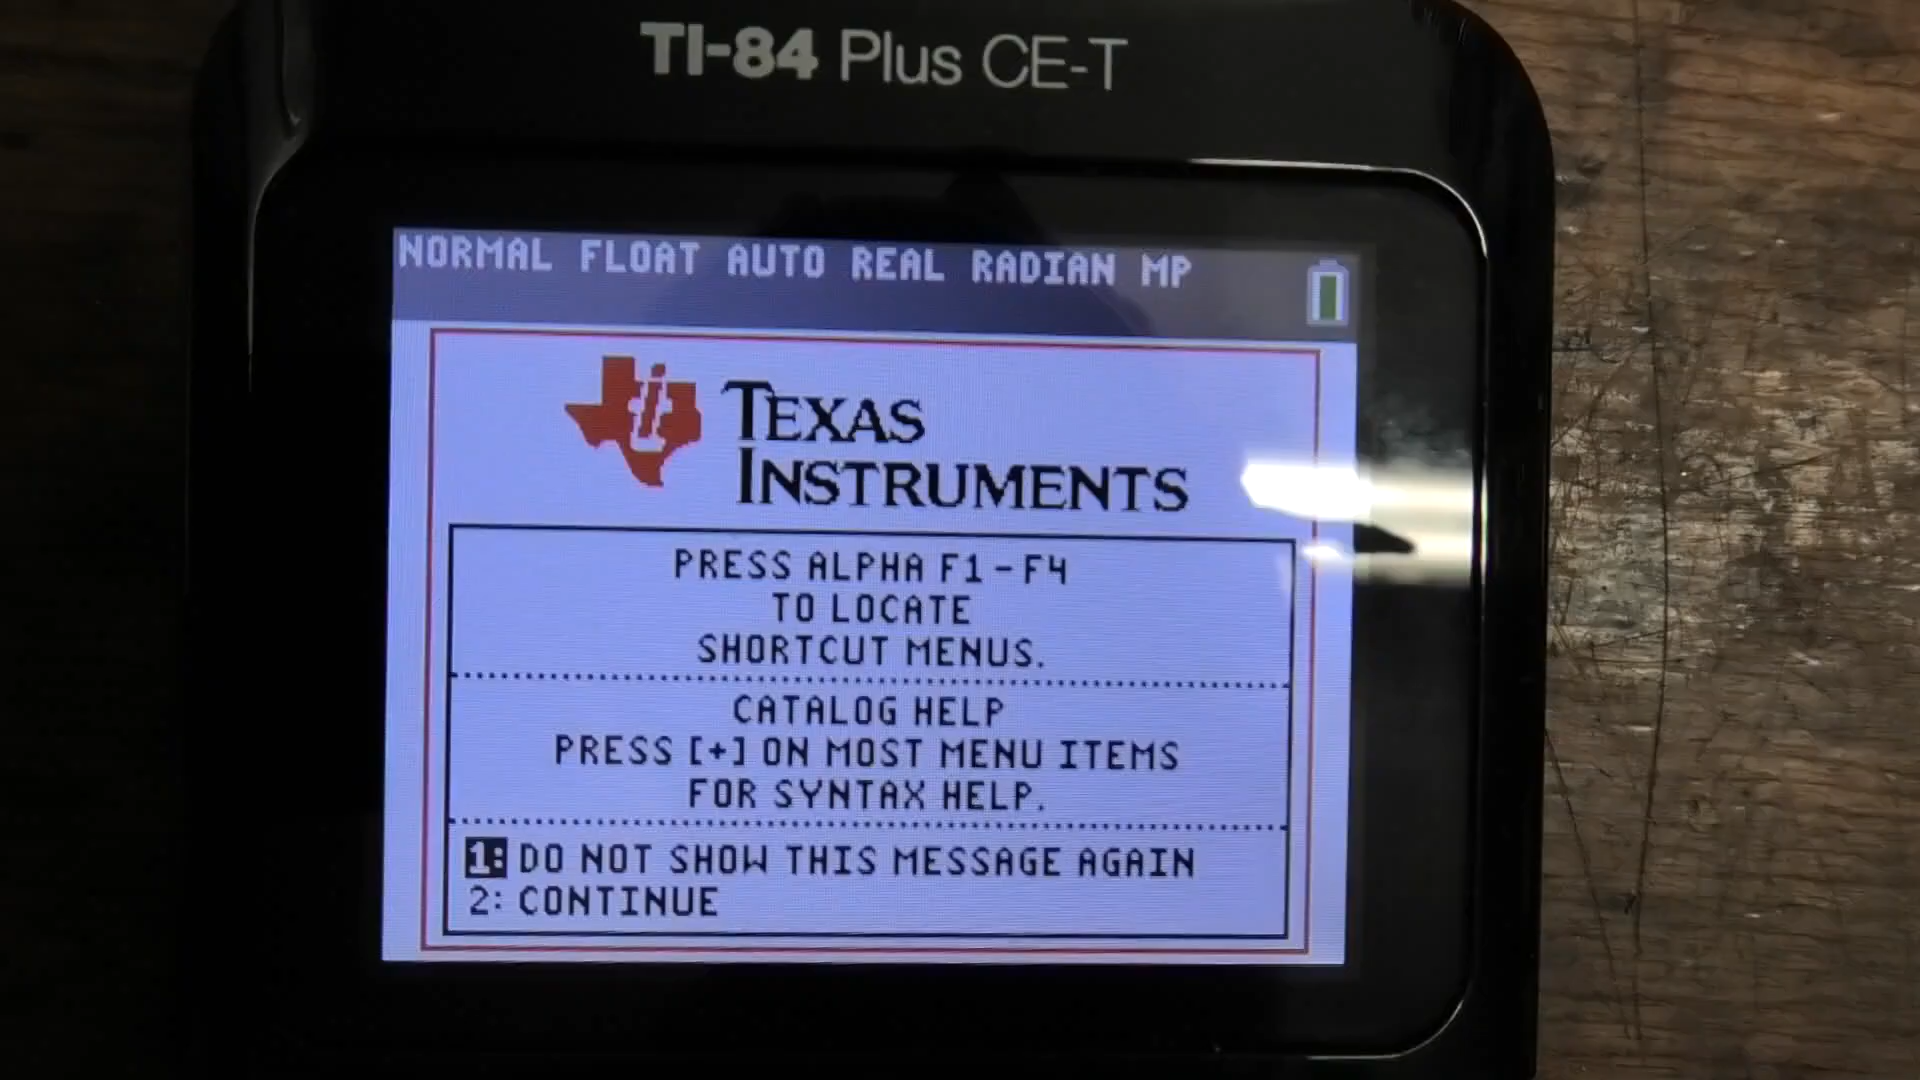 TI-84 Plus CE-T
NORMAL FLOAT AUTO REAL RADIAN MP
TEXAS
INSTRUMENTS
PRESS ALPHA F1-F4
TO LOCATE
SHORTCUT MENUS.
CATALOG HELP
PRESS [+] ON MOST MENU ITEMS
FOR SYNTAX HELP.
1: DO NOT SHOW THIS MESSAGE AGAIN
2: CONTINUE